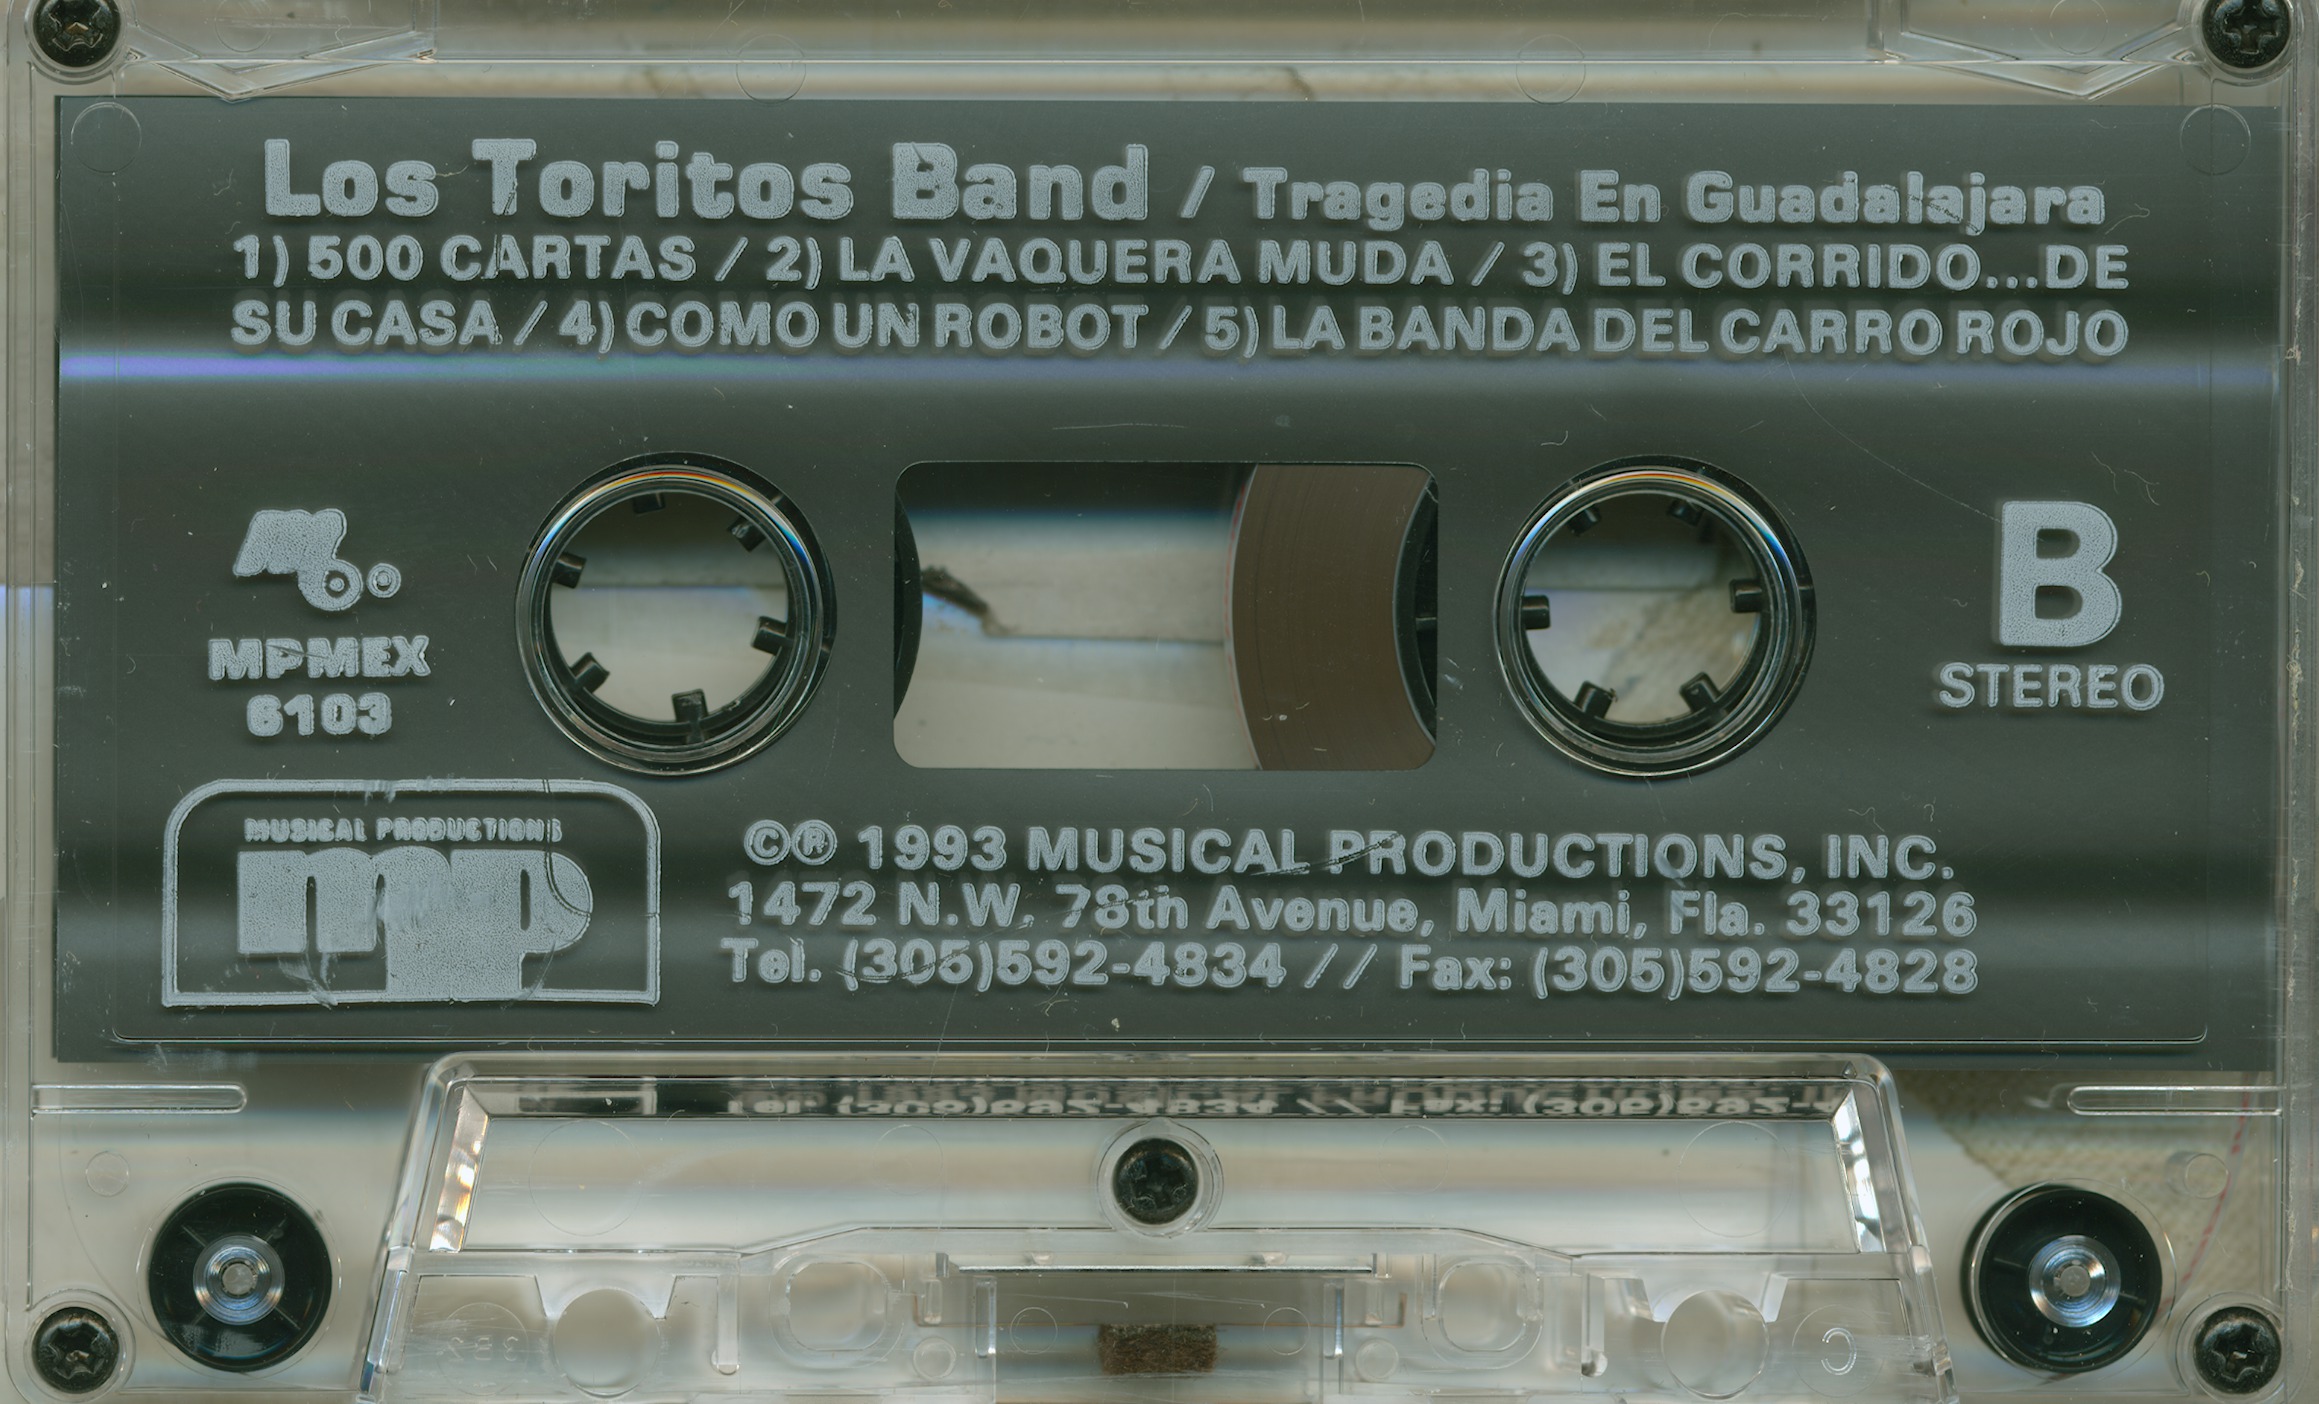 Los Toritos Band / Tragedia En Guadalajara
1) 500 CARTAS / 2) LA VAQUERA MUDA / 3) EL CORRIDO...DE
SU CASA / 4) COMO UN ROBOT / 5) LA BANDA DEL CARRO ROJO
MPMEX
6103
B
STEREO
MUSICAL PRODUCTIONS
mp
©® 1993 MUSICAL PRODUCTIONS, INC.
1472 N.W. 78th Avenue, Miami, Fla. 33126
Tel. (305)592-4834 // Fax: (305)592-4828